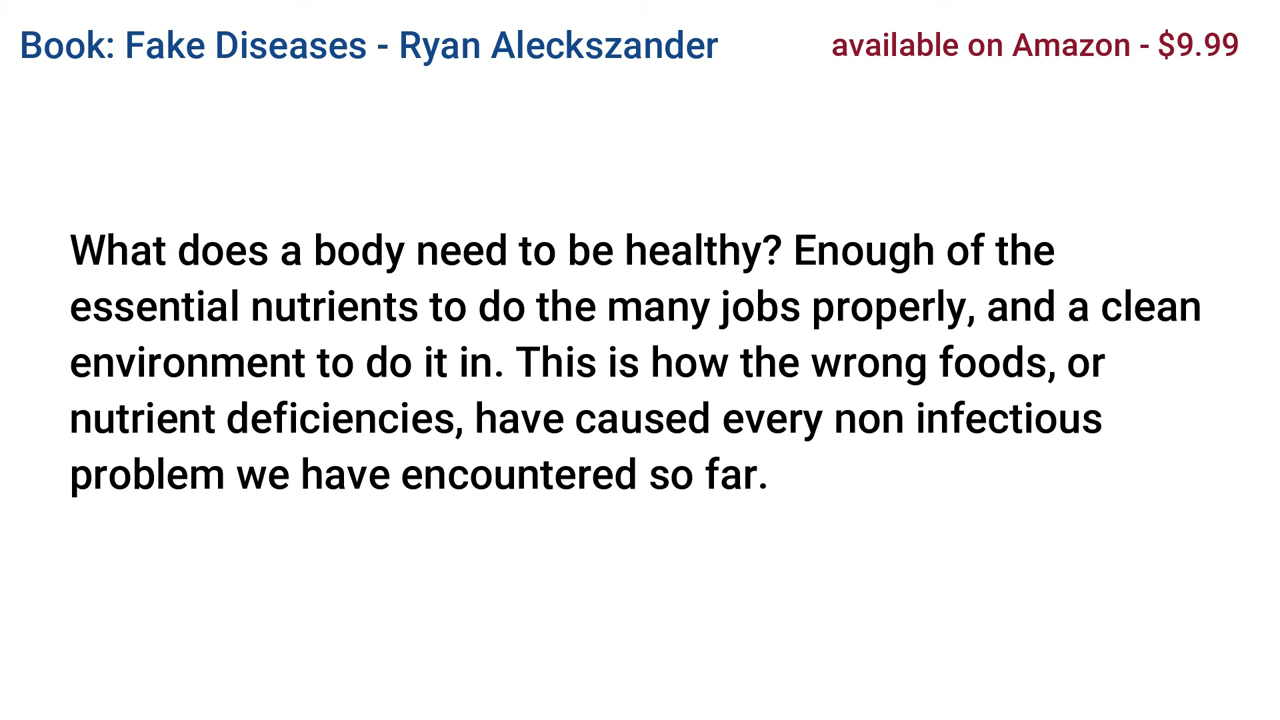 Book: Fake Diseases - Ryan Aleckszander
available on Amazon - $9.99
What does a body need to be healthy? Enough of the
essential nutrients to do the many jobs properly, and a clean
environment to do it in. This is how the wrong foods, or
nutrient deficiencies, have caused every non infectious
problem we have encountered so far.